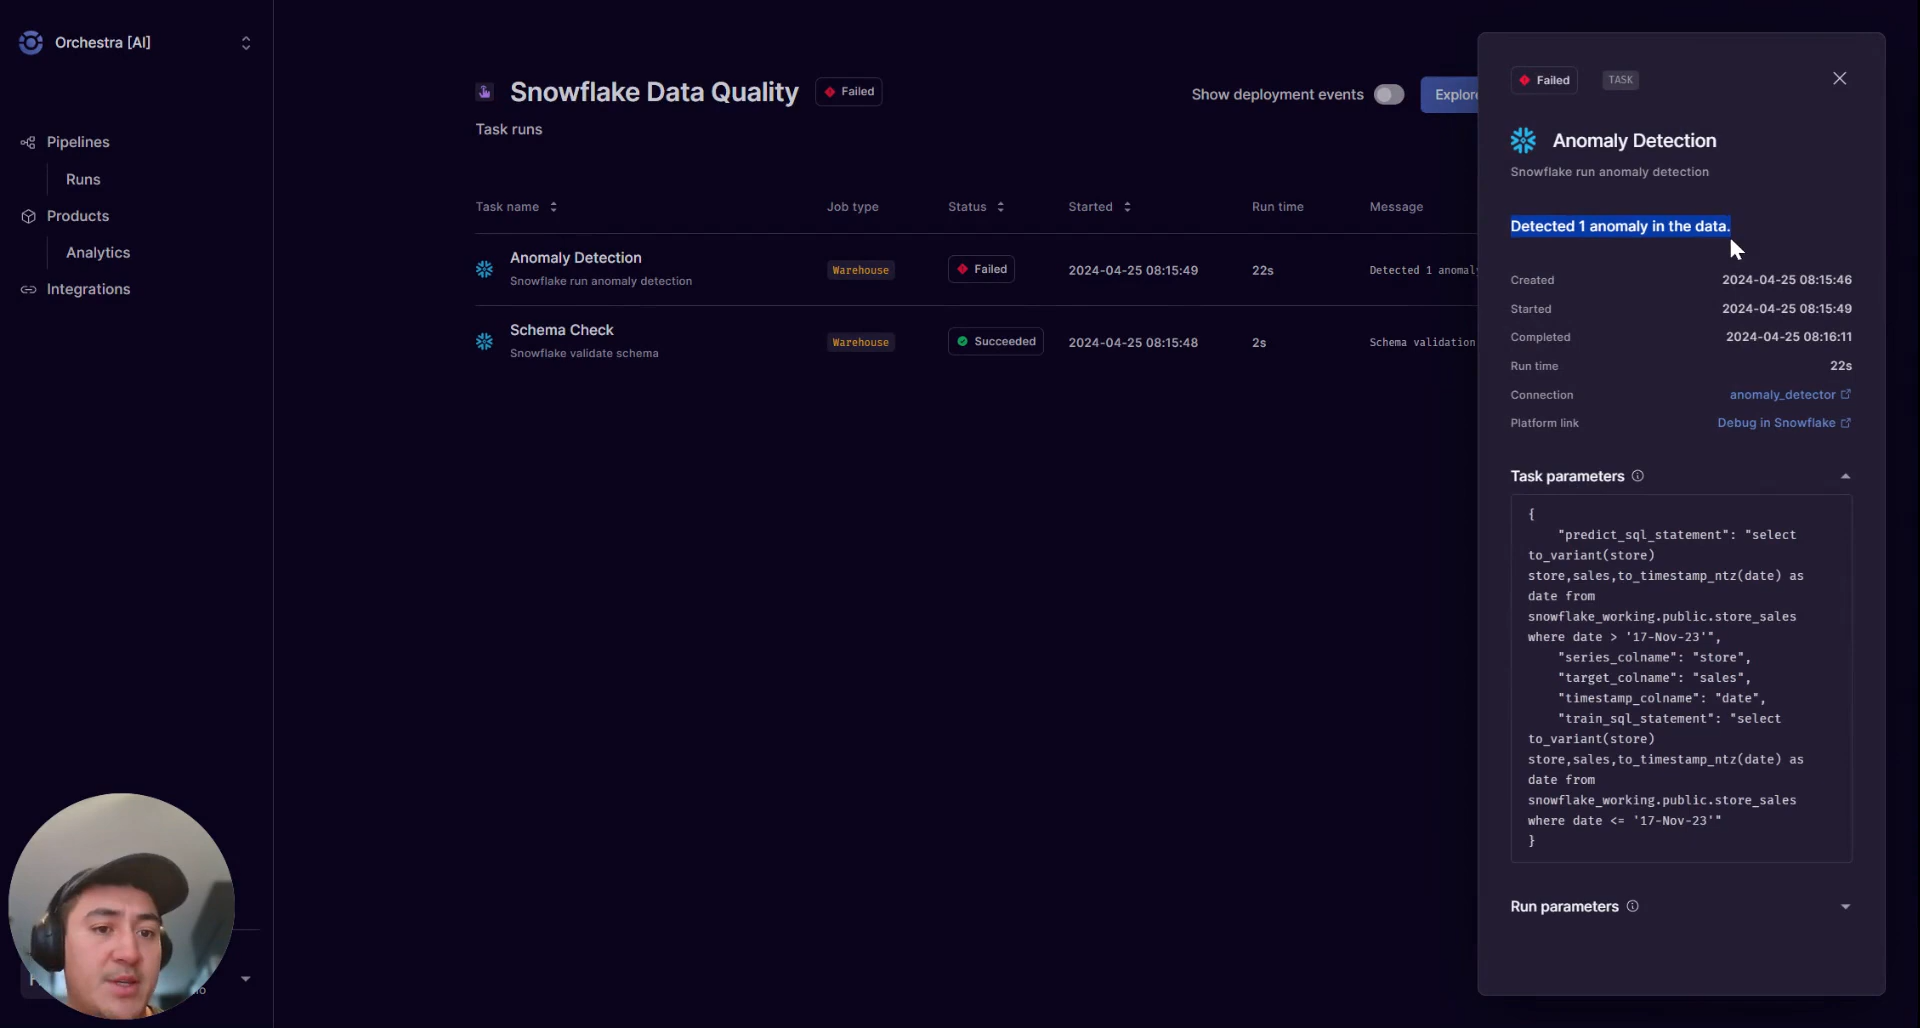 Orchestra [AI]
Pipelines
Runs
Products
Analytics
Integrations
Snowflake Data Quality
Failed
Show deployment events
Explore
Task runs
Task name
Job type
Status
Started
Run time
Message
Anomaly Detection
Snowflake run anomaly detection
Warehouse
Failed
2024-04-25 08:15:49
22s
Detected 1 anomaly
Schema Check
Snowflake validate schema
Warehouse
Succeeded
2024-04-25 08:15:48
2s
Schema validation
Failed
TASK
Anomaly Detection
Snowflake run anomaly detection
Detected 1 anomaly in the data.
Created 2024-04-25 08:15:46
Started 2024-04-25 08:15:49
Completed 2024-04-25 08:16:11
Run time 22s
Connection anomaly_detector
Platform link Debug in Snowflake
Task parameters
{
"predict_sql_statement": "select
to_variant(store)
store,sales,to_timestamp_ntz(date) as
date from
snowflake_working.public.store_sales
where date > '17-Nov-23'",
"series_colname": "store",
"target_colname": "sales",
"timestamp_colname": "date",
"train_sql_statement": "select
to_variant(store)
store,sales,to_timestamp_ntz(date) as
date from
snowflake_working.public.store_sales
where date <= '17-Nov-23'"
}
Run parameters